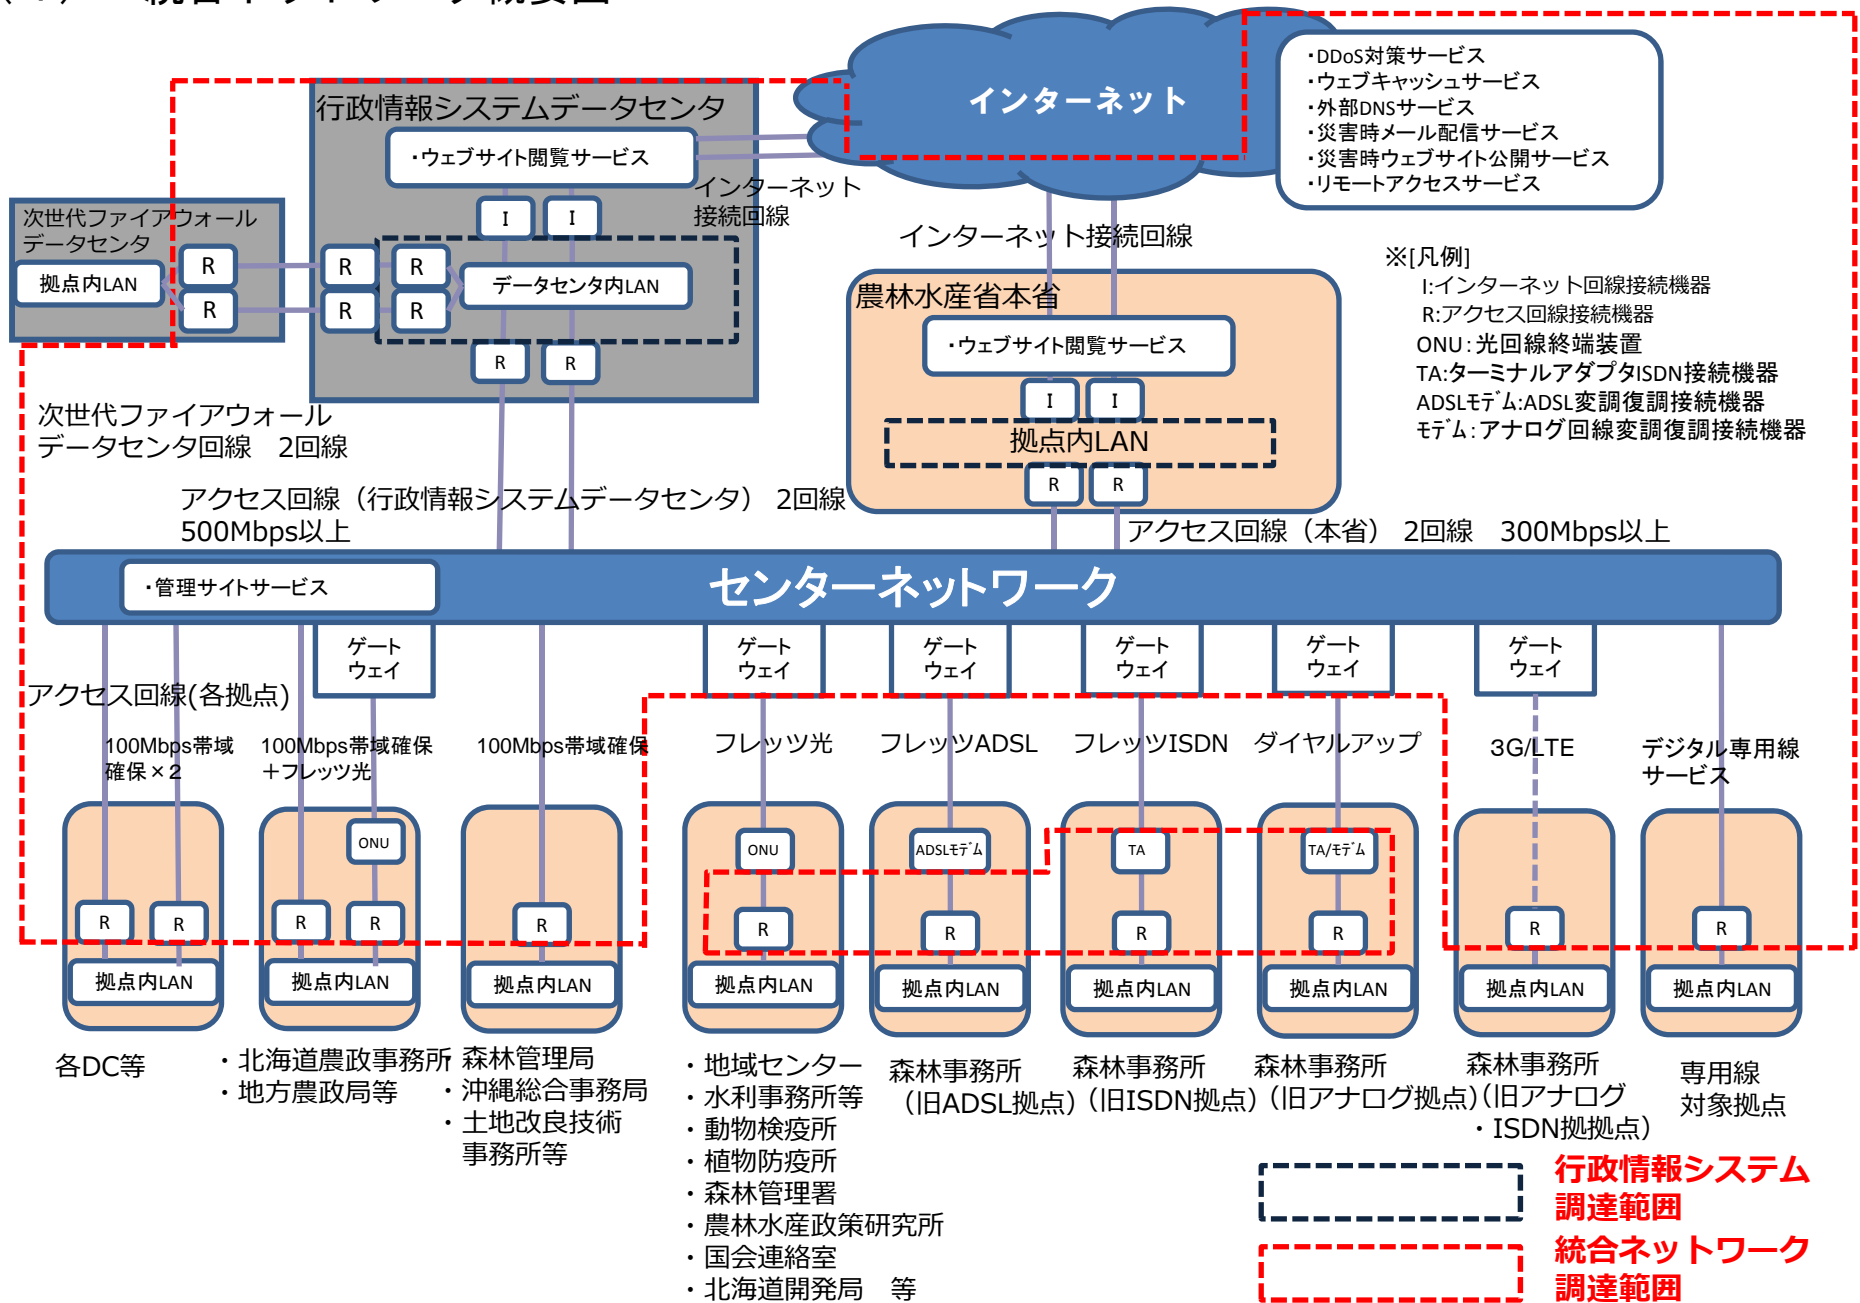 インターネット
・DDoS対策サービス
・ウェブキャッシュサービス
・外部DNSサービス
・災害時メール配信サービス
・災害時ウェブサイト公開サービス
・リモートアクセスサービス
行政情報システムデータセンタ
・ウェブサイト閲覧サービス
インターネット
接続回線
I
I
次世代ファイアウォール
データセンタ
拠点内LAN
R
R
R
R
R
R
データセンタ内LAN
R
R
インターネット接続回線
農林水産省本省
・ウェブサイト閲覧サービス
I
I
拠点内LAN
R
R
※[凡例]
I:インターネット回線接続機器
R:アクセス回線接続機器
ONU:光回線終端装置
TA:ターミナルアダプタISDN接続機器
ADSLﾓﾃﾞﾑ:ADSL変調復調接続機器
ﾓﾃﾞﾑ:アナログ回線変調復調接続機器
次世代ファイアウォール
データセンタ回線 2回線
アクセス回線（行政情報システムデータセンタ） 2回線
500Mbps以上
アクセス回線（本省） 2回線 300Mbps以上
・管理サイトサービス
センターネットワーク
ゲート
ウェイ
ゲート
ウェイ
ゲート
ウェイ
ゲート
ウェイ
ゲート
ウェイ
ゲート
ウェイ
アクセス回線(各拠点)
100Mbps帯域
確保×2
100Mbps帯域確保
＋フレッツ光
100Mbps帯域確保
フレッツ光
フレッツADSL
フレッツISDN
ダイヤルアップ
3G/LTE
デジタル専用線
サービス
ONU
ONU
ADSLﾓﾃﾞﾑ
TA
TA/ﾓﾃﾞﾑ
R
R
R
R
R
R
R
R
R
R
R
拠点内LAN
拠点内LAN
拠点内LAN
拠点内LAN
拠点内LAN
拠点内LAN
拠点内LAN
拠点内LAN
拠点内LAN
各DC等
・北海道農政事務所
・地方農政局等
・森林管理局
・沖縄総合事務局
・土地改良技術
事務所等
・地域センター
・水利事務所等
・動物検疫所
・植物防疫所
・森林管理署
・農林水産政策研究所
・国会連絡室
・北海道開発局 等
森林事務所
（旧ADSL拠点）
森林事務所
（旧ISDN拠点）
森林事務所
（旧アナログ拠点）
森林事務所
（旧アナログ
・ISDN拠拠点）
専用線
対象拠点
行政情報システム
調達範囲
統合ネットワーク
調達範囲